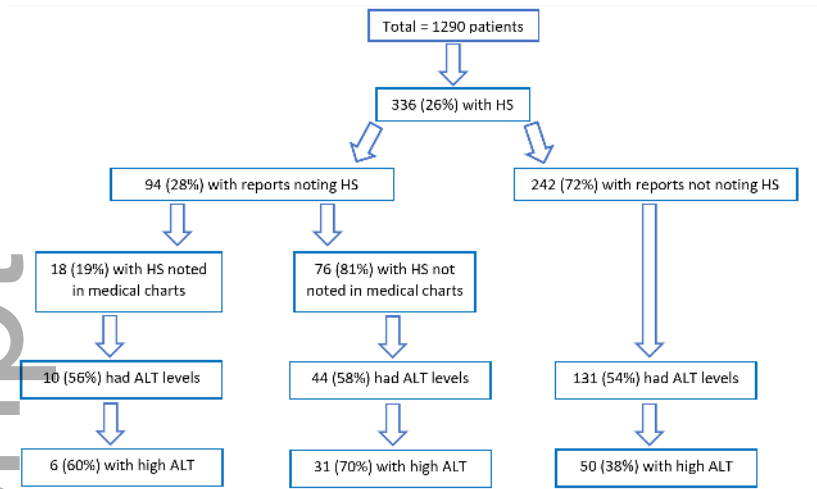 Total = 1290 patients
336 (26%) with HS
94 (28%) with reports noting HS
242 (72%) with reports not noting HS
18 (19%) with HS noted
in medical charts
76 (81%) with HS not
noted in medical charts
10 (56%) had ALT levels
44 (58%) had ALT levels
131 (54%) had ALT levels
6 (60%) with high ALT
31 (70%) with high ALT
50 (38%) with high ALT